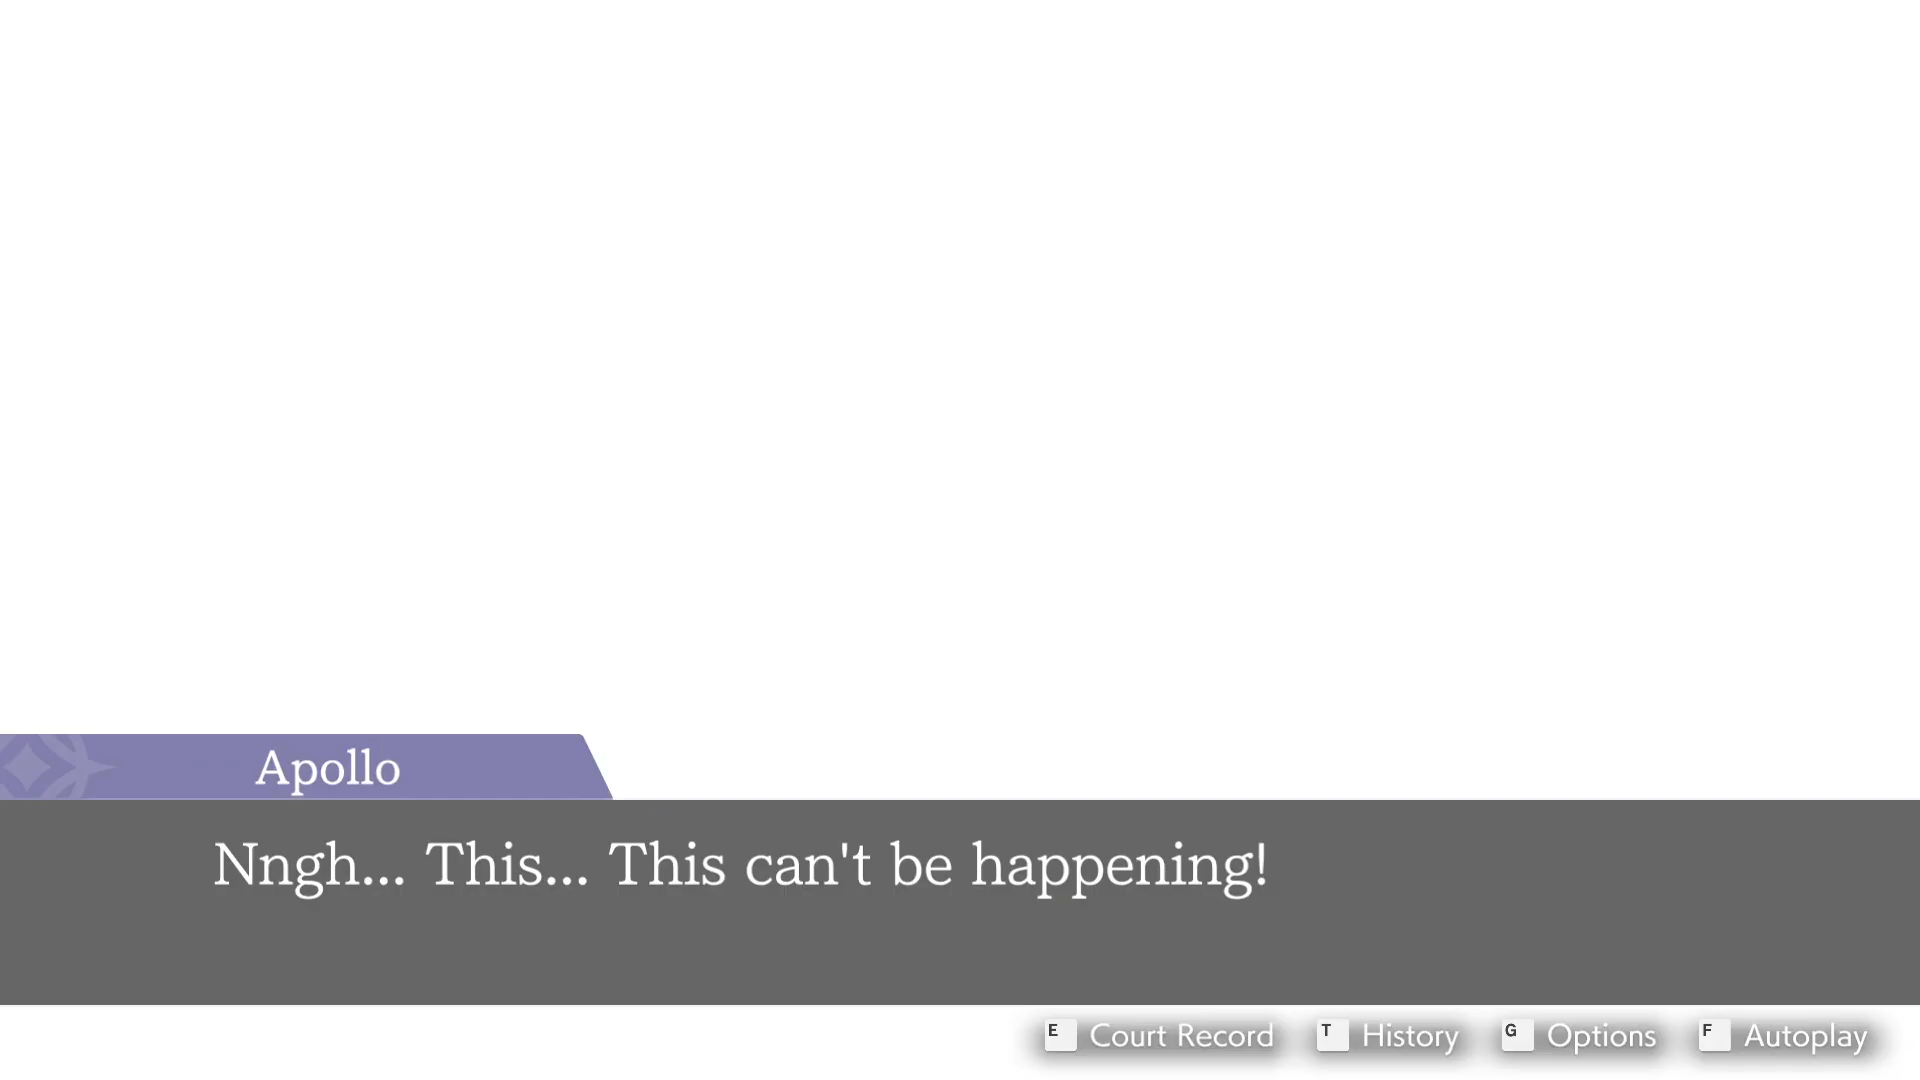 Apollo
Nngh... This... This can't be happening!
E Court Record T History G Options F Autoplay